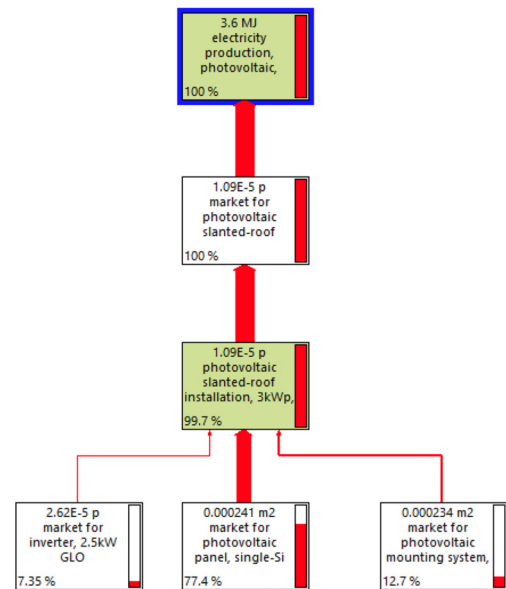 3.6 MJ
electricity
production,
photovoltaic,
100 %
1.09E-5 p
market for
photovoltaic
slanted-roof
100 %
1.09E-5 p
photovoltaic
slanted-roof
installation, 3kWp,
99.7 %
2.62E-5 p
market for
inverter, 2.5kW
GLO
7.35 %
0.000241 m2
market for
photovoltaic
panel, single-Si
77.4 %
0.000234 m2
market for
photovoltaic
mounting system,
12.7 %